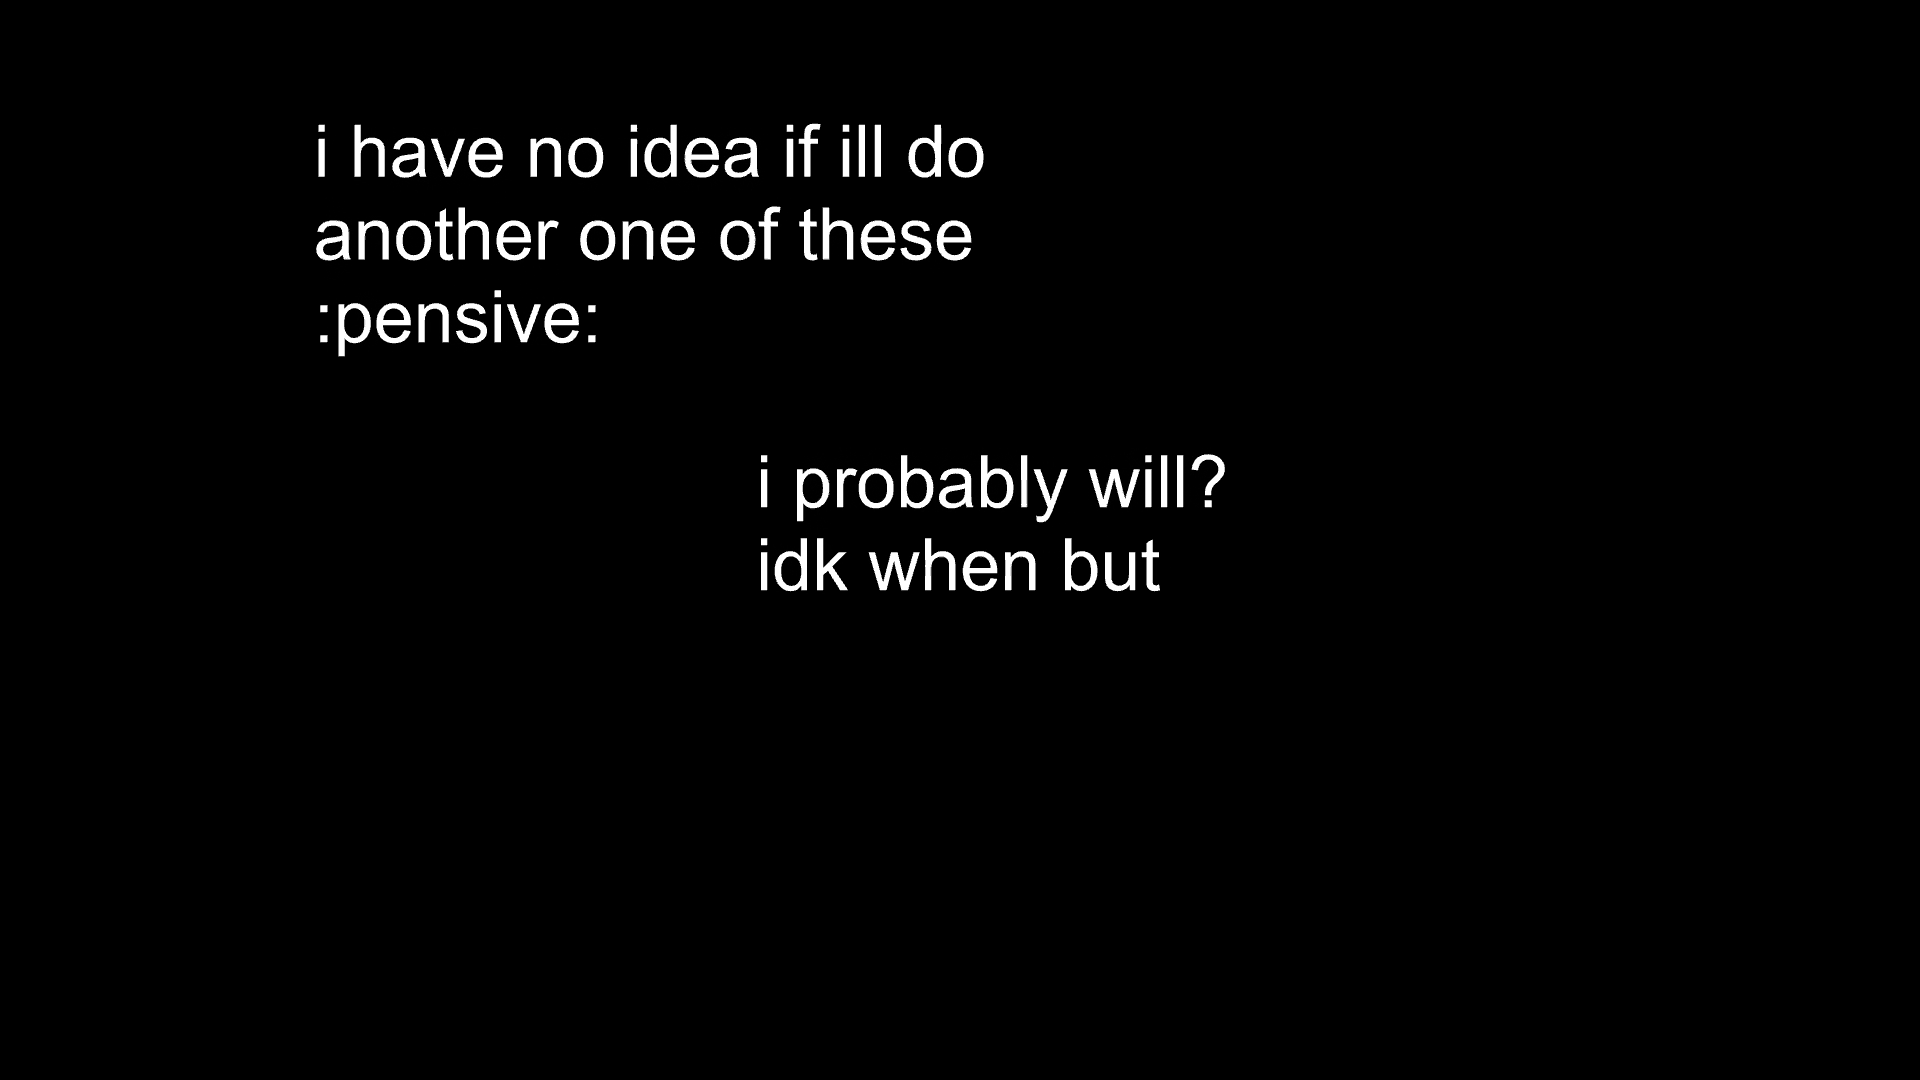 i have no idea if ill do
another one of these
:pensive:
i probably will?
idk when but